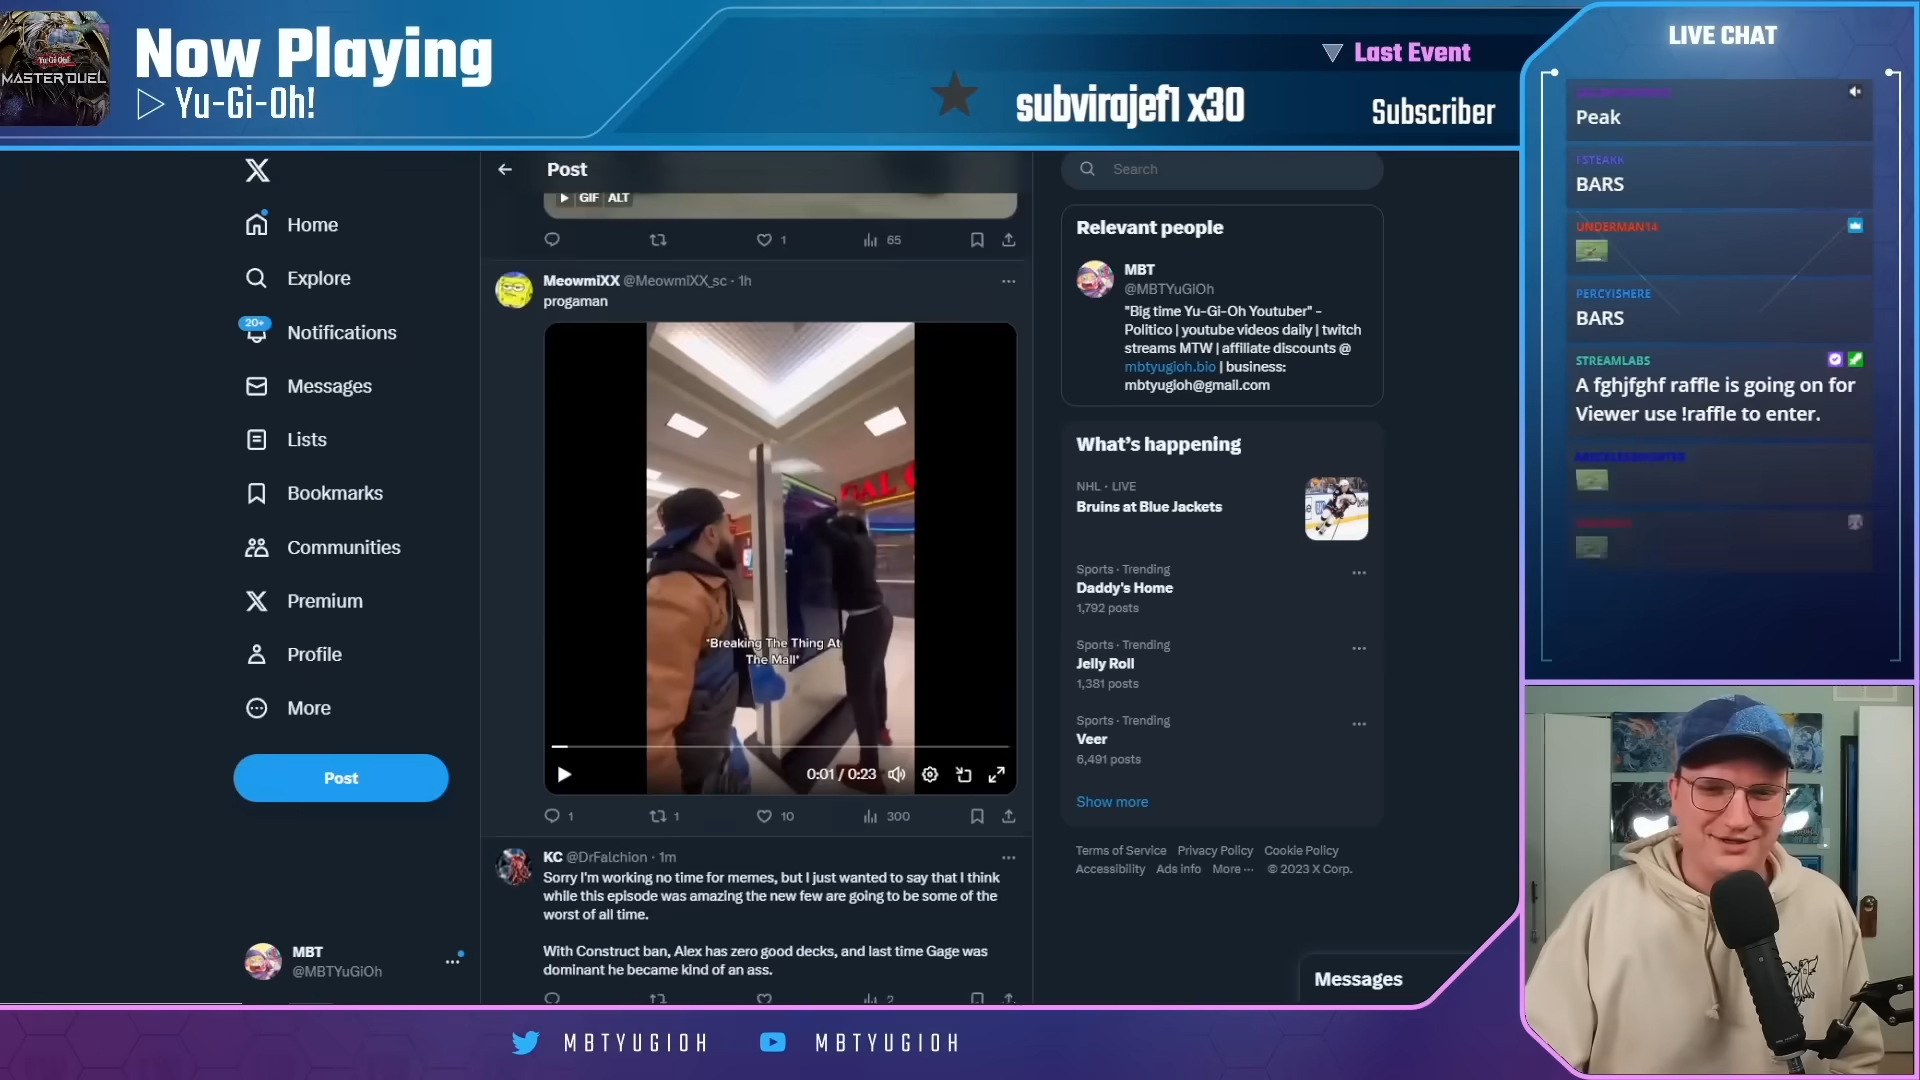 Yu-Gi-Oh!
MASTER DUEL
Now Playing
Yu-Gi-Oh!
Last Event
subvirajef1 x30
Subscriber
LIVE CHAT
Peak
FSTEAKK
BARS
UNDERMAN14
PERCYISHERE
BARS
STREAMLABS
A fghjfghf raffle is going on for
Viewer use !raffle to enter.
Home
Explore
20+
Notifications
Messages
Lists
Bookmarks
Communities
Premium
Profile
More
Post
MBT
@MBTYuGiOh
Post
GIF ALT
1
65
MeowmiXX @MeowmiXX_sc · 1h
progaman
"Breaking The Thing At
The Mall"
0:01 / 0:23
1
1
10
300
KC @DrFalchion · 1m
Sorry I'm working no time for memes, but I just wanted to say that I think
while this episode was amazing the new few are going to be some of the
worst of all time.
With Construct ban, Alex has zero good decks, and last time Gage was
dominant he became kind of an ass.
2
Search
Relevant people
MBT
@MBTYuGiOh
"Big time Yu-Gi-Oh Youtuber" –
Politico | youtube videos daily | twitch
streams MTW | affiliate discounts @
mbtyugioh.bio | business:
mbtyugioh@gmail.com
What's happening
NHL · LIVE
Bruins at Blue Jackets
Sports · Trending
Daddy's Home
1,792 posts
Sports · Trending
Jelly Roll
1,381 posts
Sports · Trending
Veer
6,491 posts
Show more
Terms of Service Privacy Policy Cookie Policy
Accessibility Ads info More ··· © 2023 X Corp.
Messages
MBTYUGIOH
MBTYUGIOH